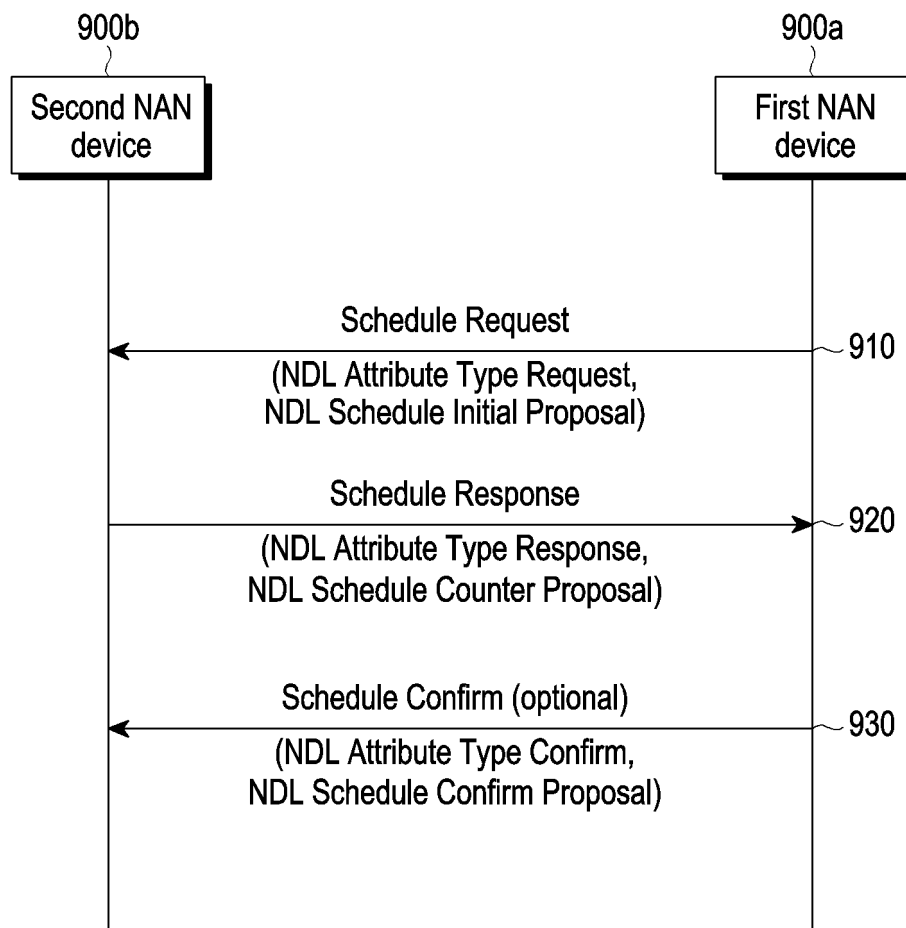 900b
900a
Second NAN
device
First NAN
device
Schedule Request
910
(NDL Attribute Type Request,
NDL Schedule Initial Proposal)
Schedule Response
920
(NDL Attribute Type Response,
NDL Schedule Counter Proposal)
Schedule Confirm (optional)
930
(NDL Attribute Type Confirm,
NDL Schedule Confirm Proposal)